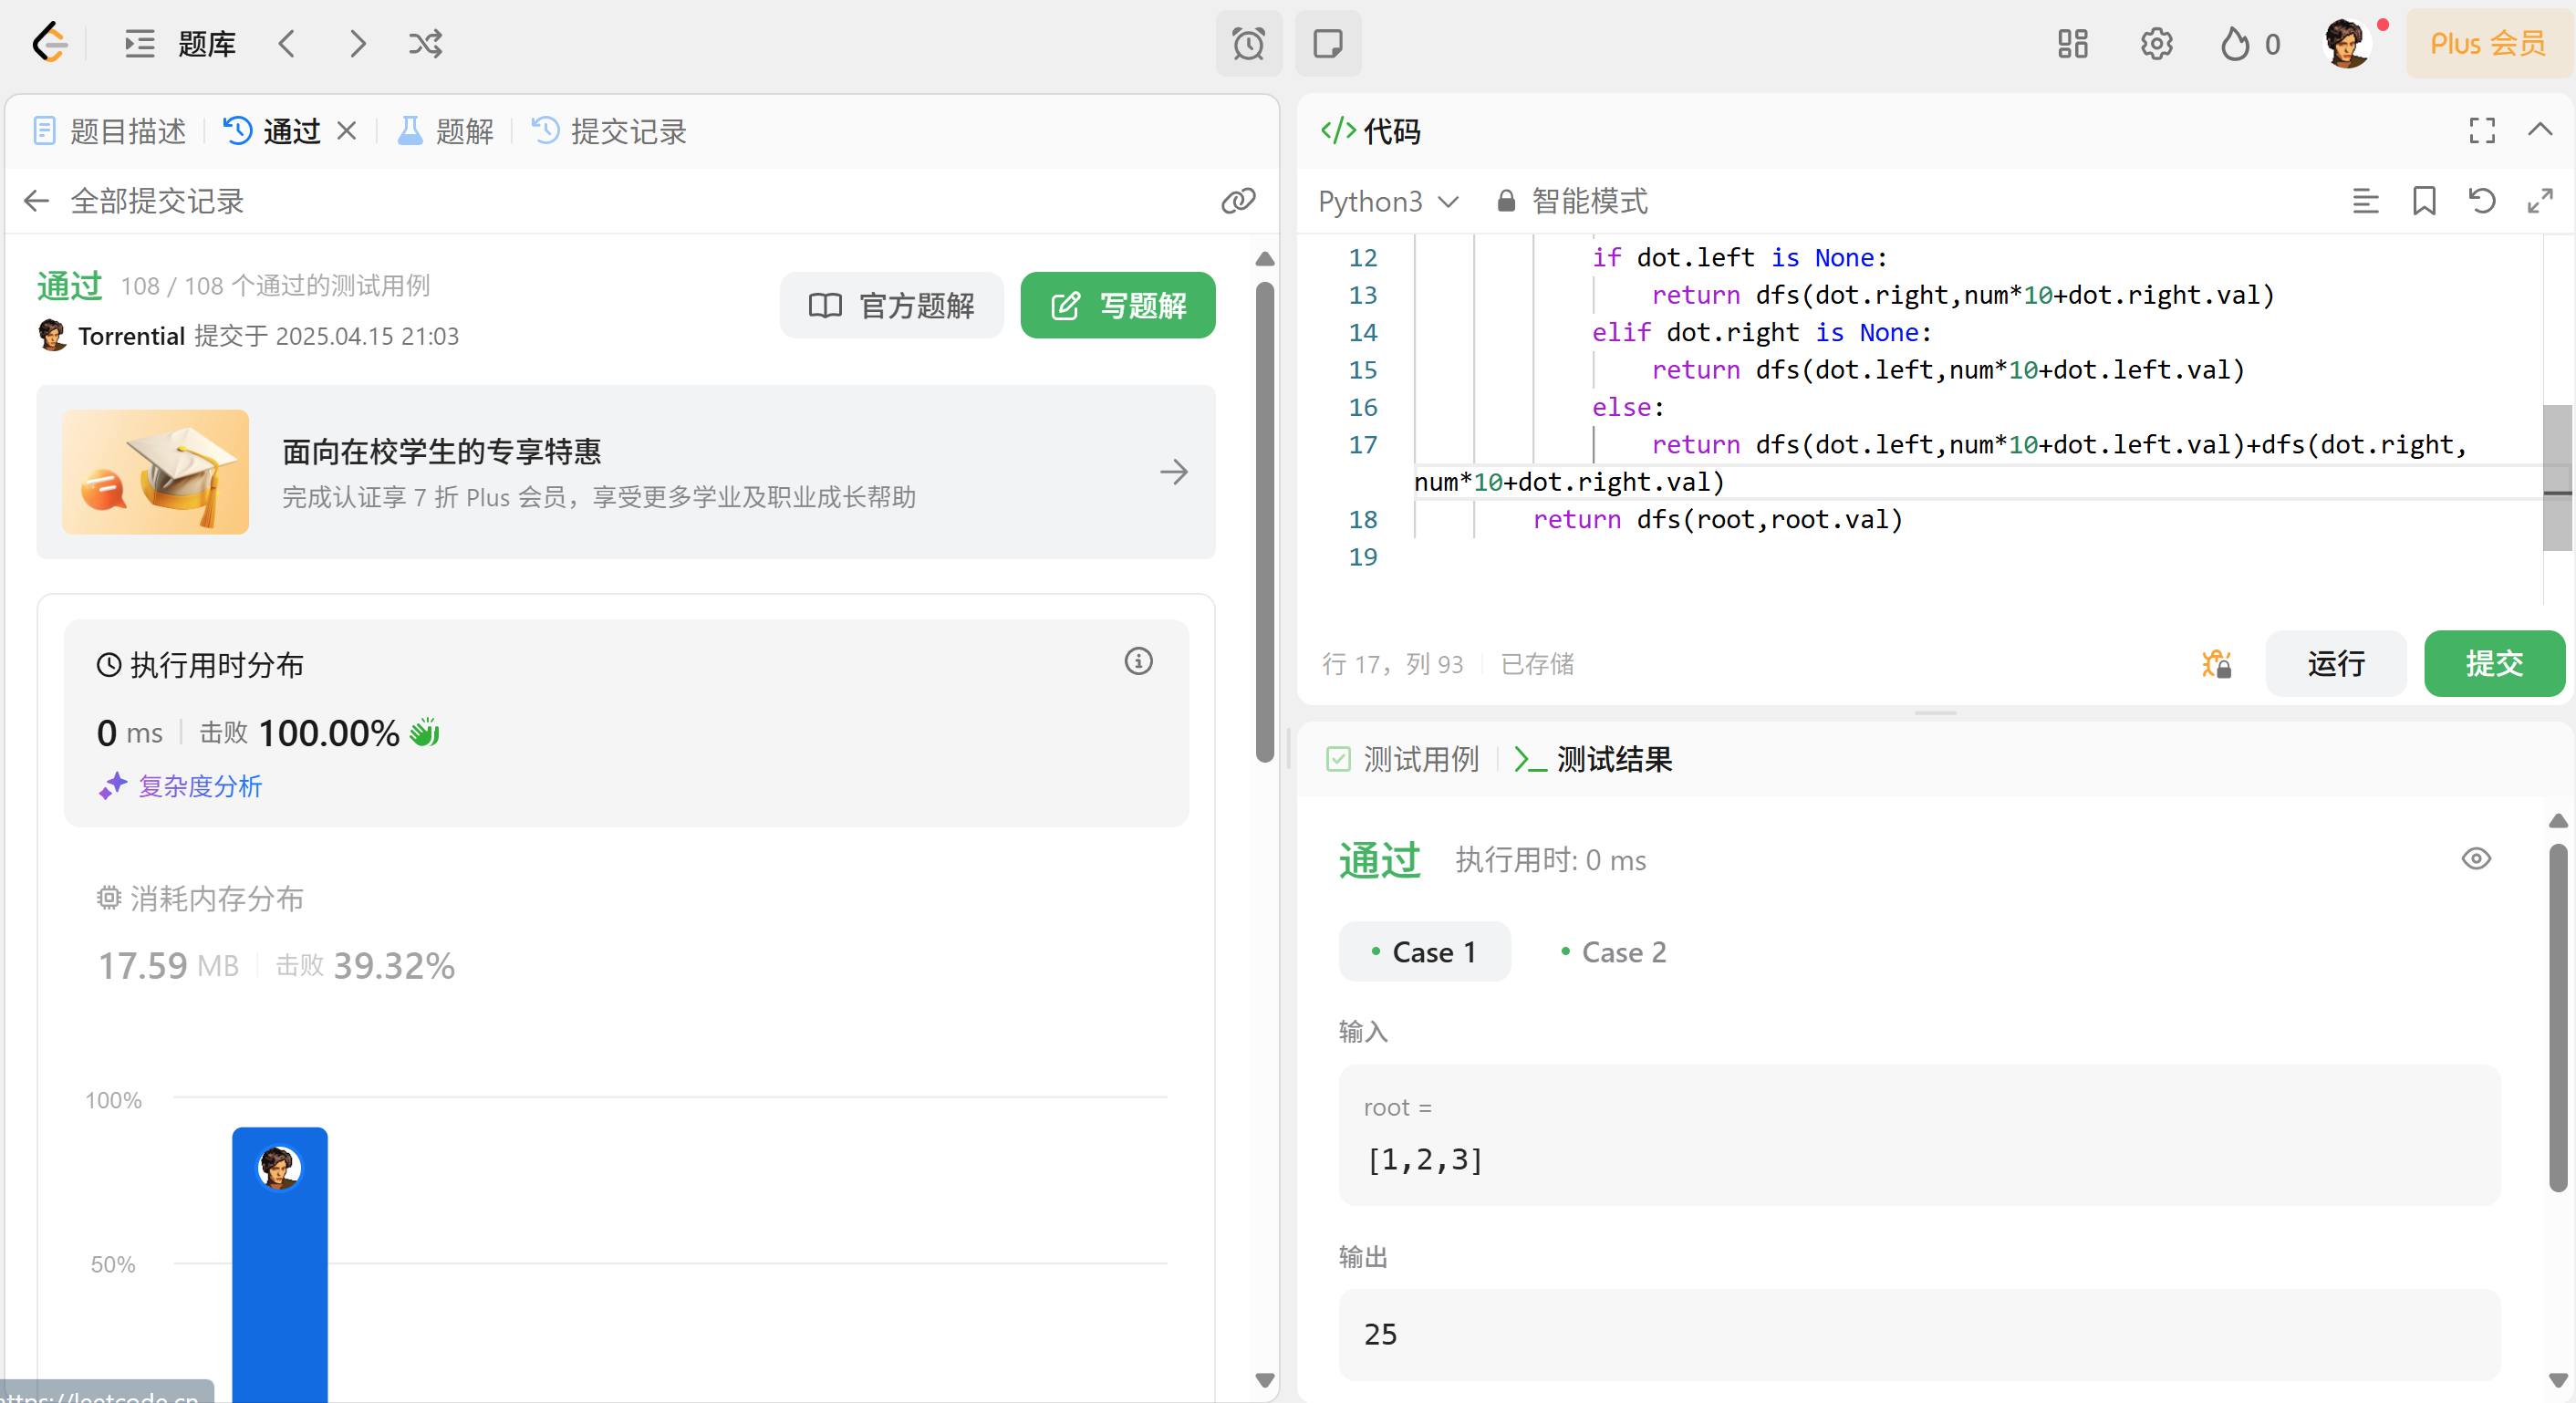 题库
0
Plus 会员
题目描述
通过
题解
提交记录
全部提交记录
通过 108 / 108 个通过的测试用例
Torrential 提交于 2025.04.15 21:03
官方题解
写题解
面向在校学生的专享特惠
完成认证享 7 折 Plus 会员，享受更多学业及职业成长帮助
执行用时分布
0 ms 击败 100.00%
复杂度分析
消耗内存分布
17.59 MB 击败 39.32%
100%
50%
https://leetcode.cn
</> 代码
Python3 智能模式
12 if dot.left is None:
13 return dfs(dot.right,num*10+dot.right.val)
14 elif dot.right is None:
15 return dfs(dot.left,num*10+dot.left.val)
16 else:
17 return dfs(dot.left,num*10+dot.left.val)+dfs(dot.right,
num*10+dot.right.val)
18 return dfs(root,root.val)
19
行 17，列 93 已存储
运行
提交
测试用例
测试结果
通过 执行用时: 0 ms
Case 1
Case 2
输入
root =
[1,2,3]
输出
25